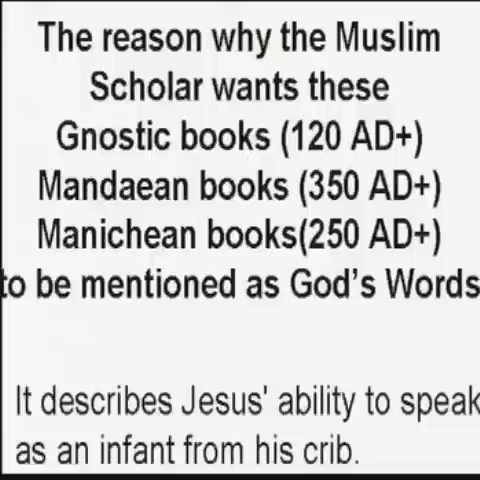 The reason why the Muslim
Scholar wants these
Gnostic books (120 AD+)
Mandaean books (350 AD+)
Manichean books(250 AD+)
to be mentioned as God's Words
It describes Jesus' ability to speak
as an infant from his crib.